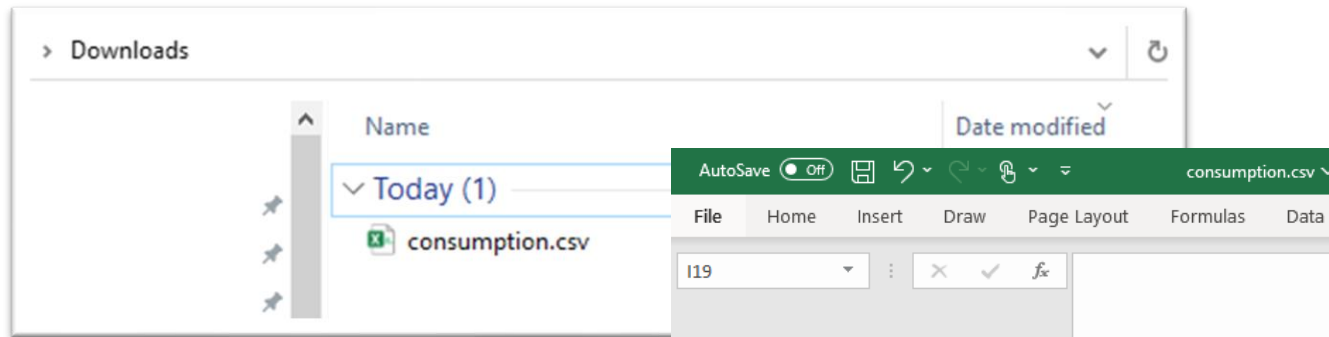 Downloads
Name Date modified
Today (1)
consumption.csv
AutoSave Off consumption.csv
File Home Insert Draw Page Layout Formulas Data
I19 fx